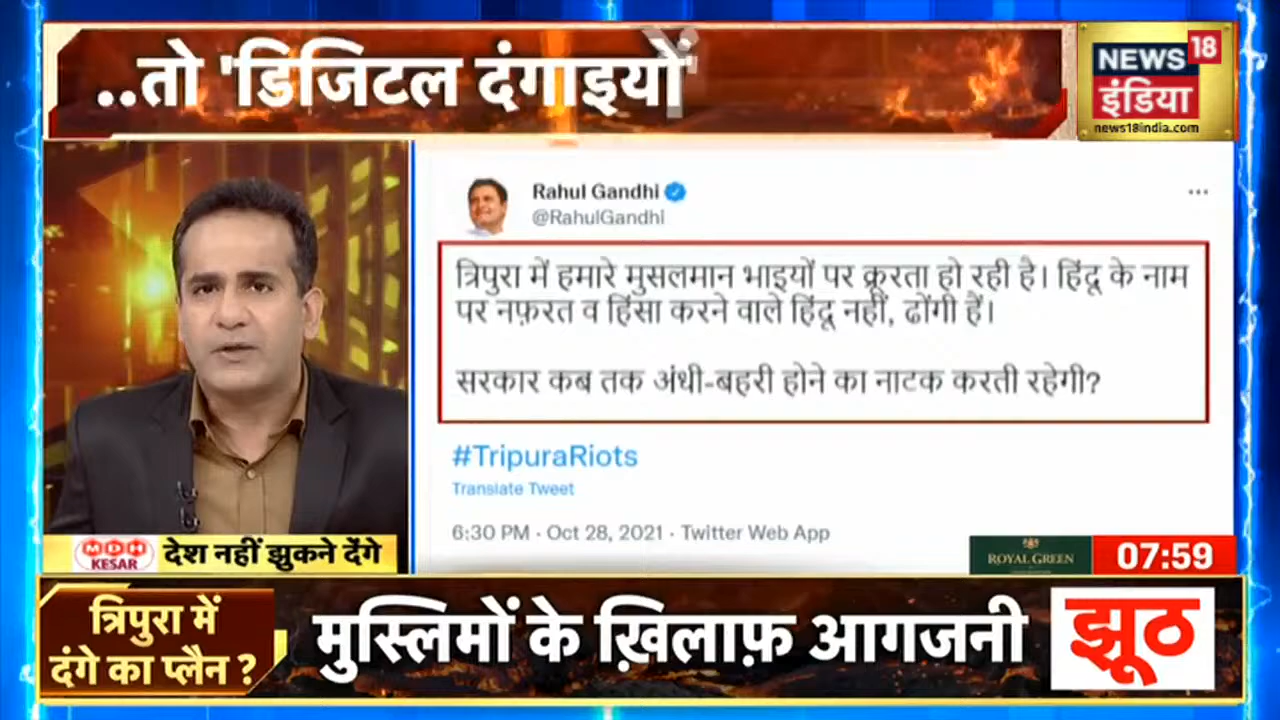 ..तो 'डिजिटल दंगाइयों'
NEWS 18
इंडिया
news18india.com
Rahul Gandhi
@RahulGandhi
त्रिपुरा में हमारे मुसलमान भाइयों पर क्रूरता हो रही है। हिंदू के नाम
पर नफ़रत व हिंसा करने वाले हिंदू नहीं, ढोंगी हैं।
सरकार कब तक अंधी-बहरी होने का नाटक करती रहेगी?
#TripuraRiots
Translate Tweet
6:30 PM · Oct 28, 2021 · Twitter Web App
MDH
KESAR
देश नहीं झुकने देंगे
ROYAL GREEN
07:59
त्रिपुरा में
दंगे का प्लैन ?
मुस्लिमों के ख़िलाफ़ आगजनी
झूठ